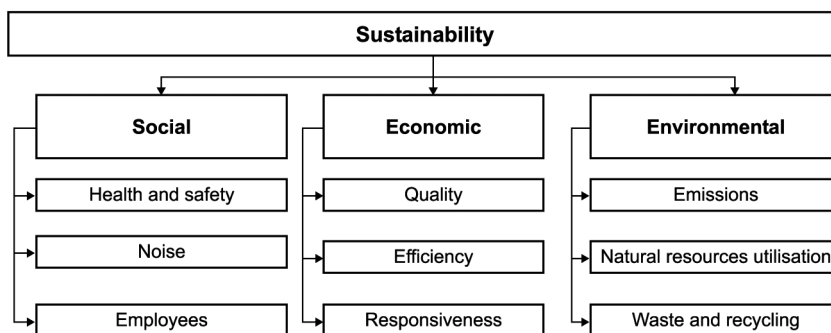 Sustainability
Social
Economic
Environmental
Health and safety
Quality
Emissions
Noise
Efficiency
Natural resources utilisation
Employees
Responsiveness
Waste and recycling